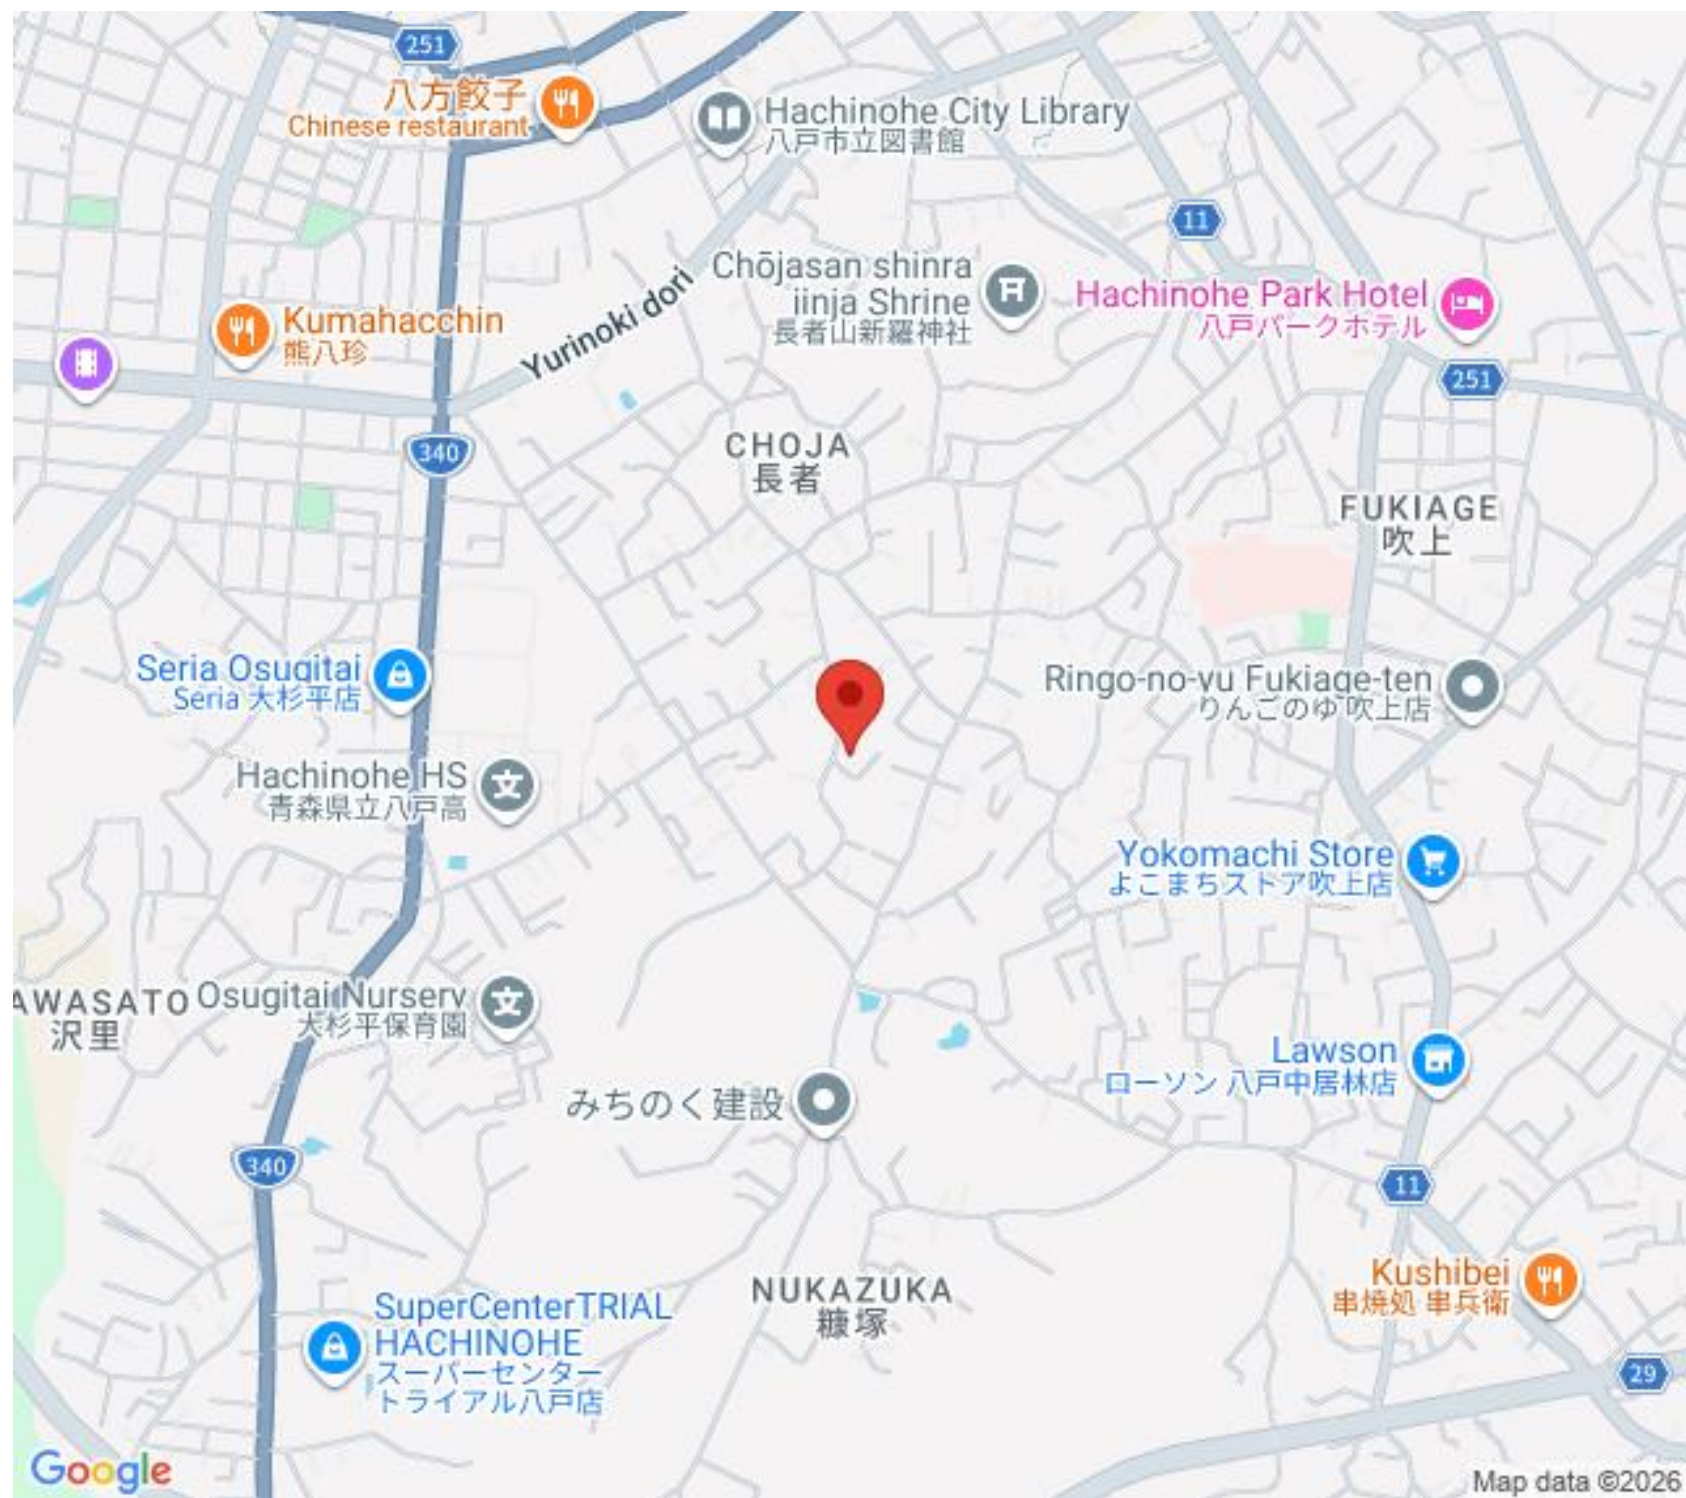 251
八方餃子
Chinese restaurant
Hachinohe City Library
八戸市立図書館
11
Chōjasan shinra
jinja Shrine
長者山新羅神社
Hachinohe Park Hotel
八戸パークホテル
Kumahacchin
熊八珍
Yurinoki dori
251
340
CHOJA
長者
FUKIAGE
吹上
Seria Osugitai
Seria 大杉平店
Ringo-no-yu Fukiage-ten
りんごのゆ 吹上店
Hachinohe HS
青森県立八戸高
Yokomachi Store
よこまちストア吹上店
AWASATO
沢里
Osugitai Nursery
大杉平保育園
Lawson
ローソン 八戸中居林店
みちのく建設
340
11
Kushibei
串焼処 串兵衛
NUKAZUKA
糠塚
SuperCenterTRIAL
HACHINOHE
スーパーセンター
トライアル八戸店
29
Google
Map data ©2026